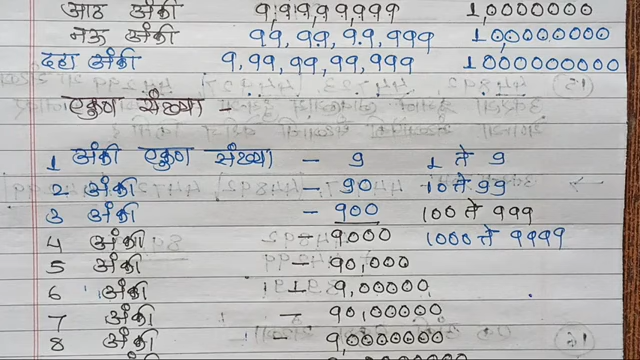 आठ अंकी 9,99,99,999 1,0000000
नऊ अंकी 99,99,99,999 10,0000000
दहा अंकी 9,99,99,99,999 1000000000
एकुण संख्या -
1 अंकी एकुण संख्या - 9 1 ते 9
2 अंकी - 90 10 ते 99
3 अंकी - 900 100 ते 999
4 अंकी - 9000 1000 ते 9999
5 अंकी - 90,000
6 अंकी - 9,00000
7 अंकी - 90,00000
8 अंकी - 9,0000000